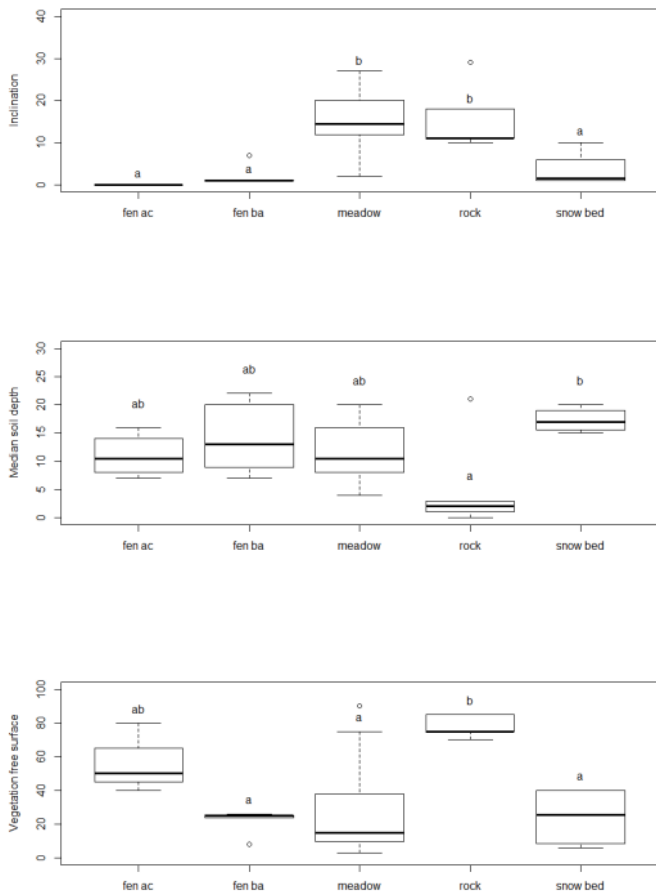 40
30
20
10
0
Inclination
a
a
b
b
a
fen ac fen ba meadow rock snow bed
30
25
20
15
10
5
0
Median soil depth
ab
ab
ab
a
b
fen ac fen ba meadow rock snow bed
100
80
60
40
20
0
Vegetation free surface
ab
a
a
b
a
fen ac fen ba meadow rock snow bed